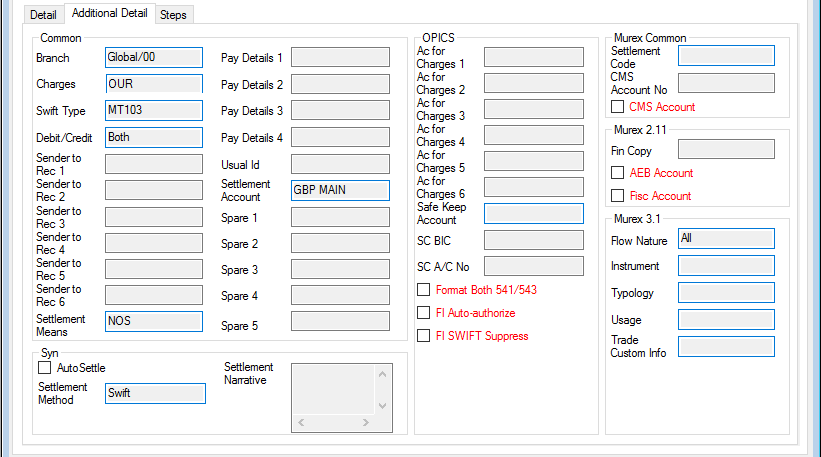 Detail Additional Detail Steps
Common
Branch Global/00 Pay Details 1
Charges OUR Pay Details 2
Swift Type MT103 Pay Details 3
Debit/Credit Both Pay Details 4
Sender to
Rec 1
Usual Id
Sender to
Rec 2
Settlement
Account
GBP MAIN
Sender to
Rec 3
Spare 1
Sender to
Rec 4
Spare 2
Sender to
Rec 5
Spare 3
Sender to
Rec 6
Spare 4
Settlement
Means
NOS
Spare 5
Syn
AutoSettle
Settlement
Method
Swift
Settlement
Narrative
OPICS
Ac for
Charges 1
Ac for
Charges 2
Ac for
Charges 3
Ac for
Charges 4
Ac for
Charges 5
Ac for
Charges 6
Safe Keep
Account
SC BIC
SC A/C No
Format Both 541/543
FI Auto-authorize
FI SWIFT Suppress
Murex Common
Settlement
Code
CMS
Account No
CMS Account
Murex 2.11
Fin Copy
AEB Account
Fisc Account
Murex 3.1
Flow Nature All
Instrument
Typology
Usage
Trade
Custom Info